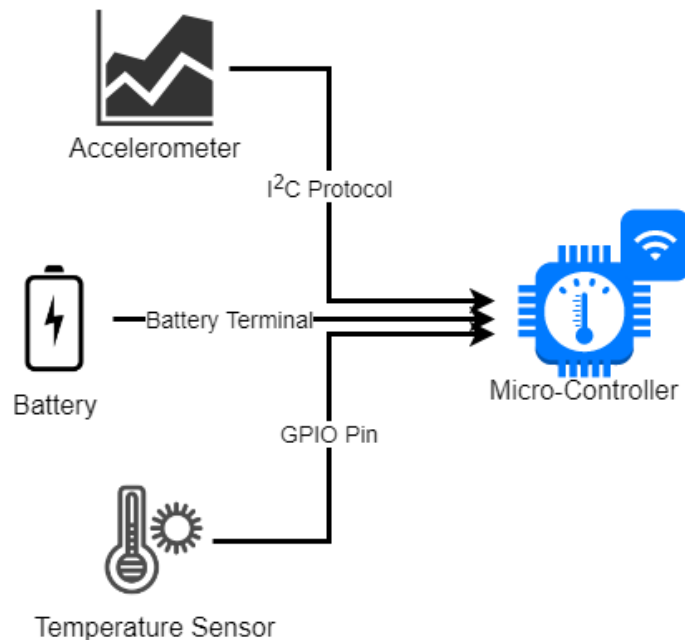 Accelerometer
I²C Protocol
Battery Terminal
Battery
Micro-Controller
GPIO Pin
Temperature Sensor